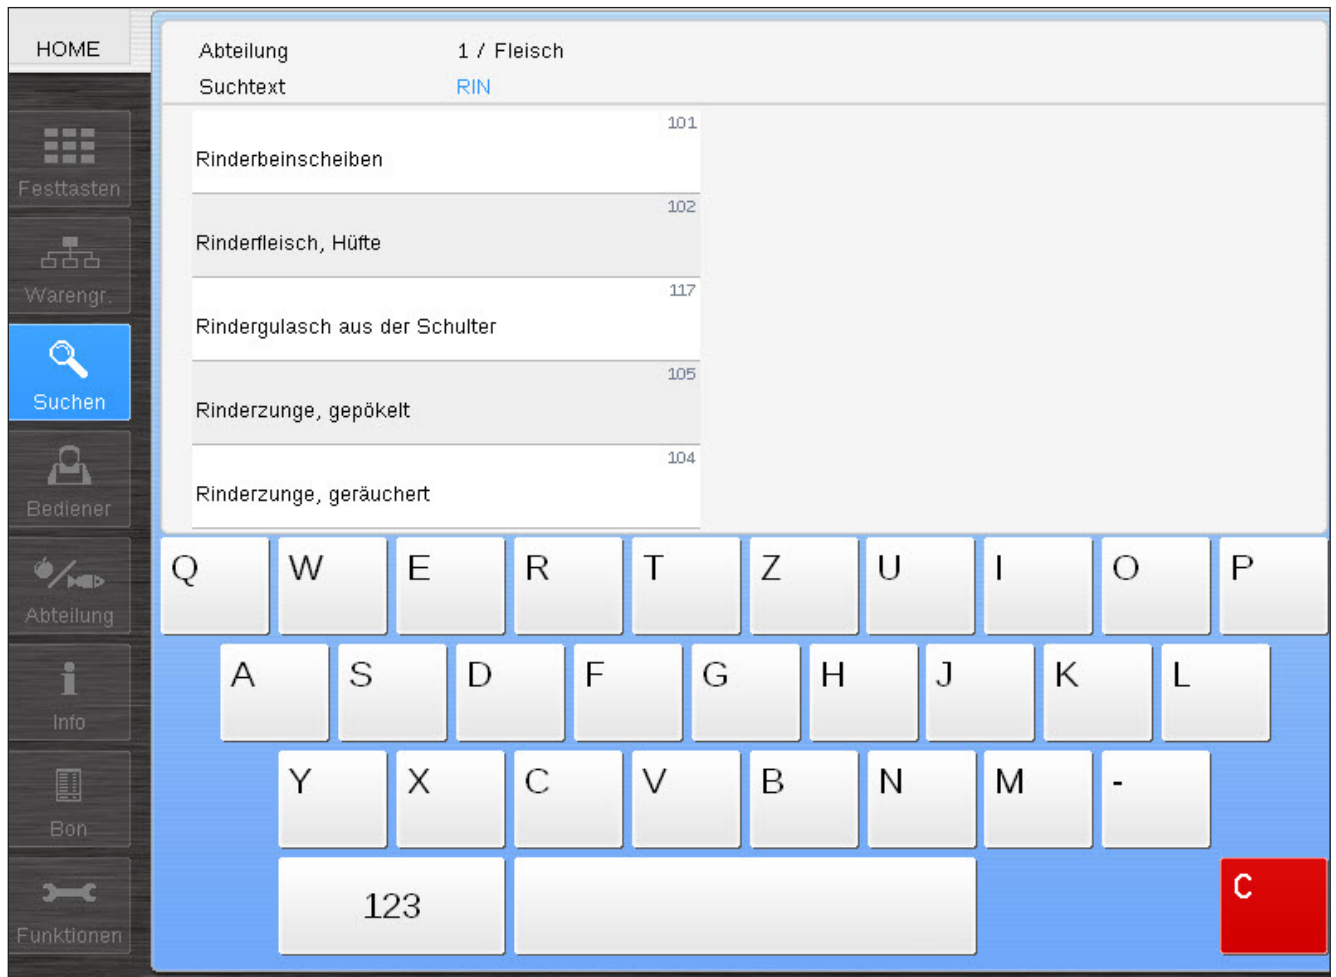 HOME
Abteilung 1 / Fleisch
Suchtext RIN
101
Rinderbeinscheiben
102
Rinderfleisch, Hüfte
117
Rindergulasch aus der Schulter
105
Rinderzunge, gepökelt
104
Rinderzunge, geräuchert
Festtasten
Warengr.
Suchen
Bediener
Abteilung
Info
Bon
Funktionen
Q W E R T Z U I O P
A S D F G H J K L
Y X C V B N M -
123 C